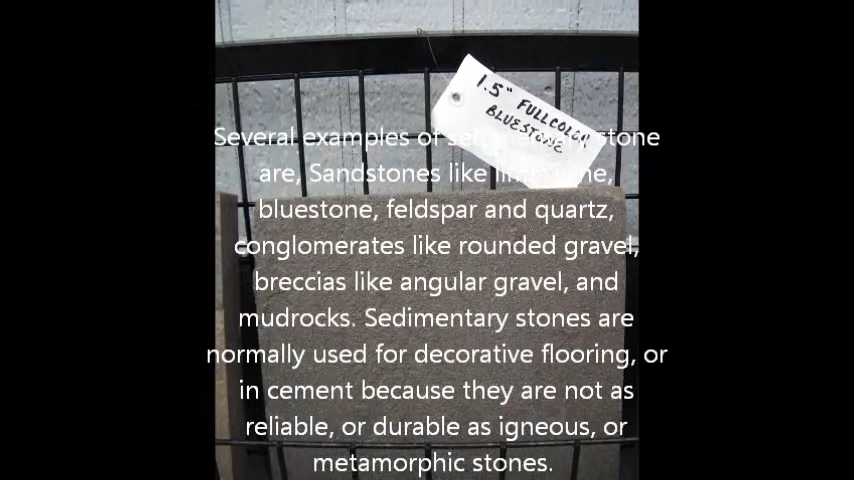 1.5" FULLCOLOR
BLUESTONE
Several examples of sedimentary stone
are, Sandstones like limestone,
bluestone, feldspar and quartz,
conglomerates like rounded gravel,
breccias like angular gravel, and
mudrocks. Sedimentary stones are
normally used for decorative flooring, or
in cement because they are not as
reliable, or durable as igneous, or
metamorphic stones.